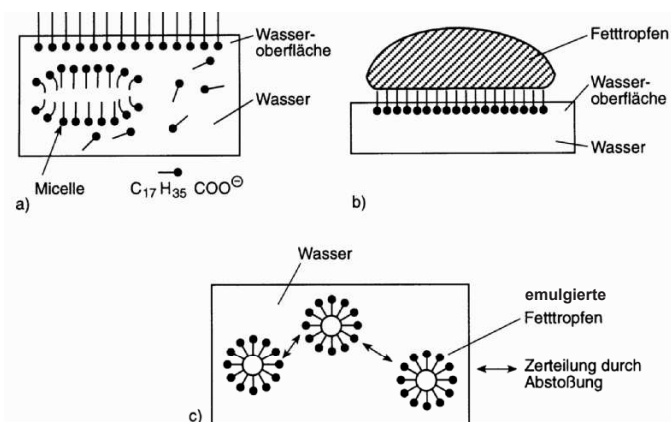 Wasser-
oberfläche
Wasser
Micelle
C₁₇ H₃₅ COO⊖
a)
Fetttropfen
Wasser-
oberfläche
Wasser
b)
Wasser
emulgierte
Fetttropfen
Zerteilung durch
Abstoßung
c)